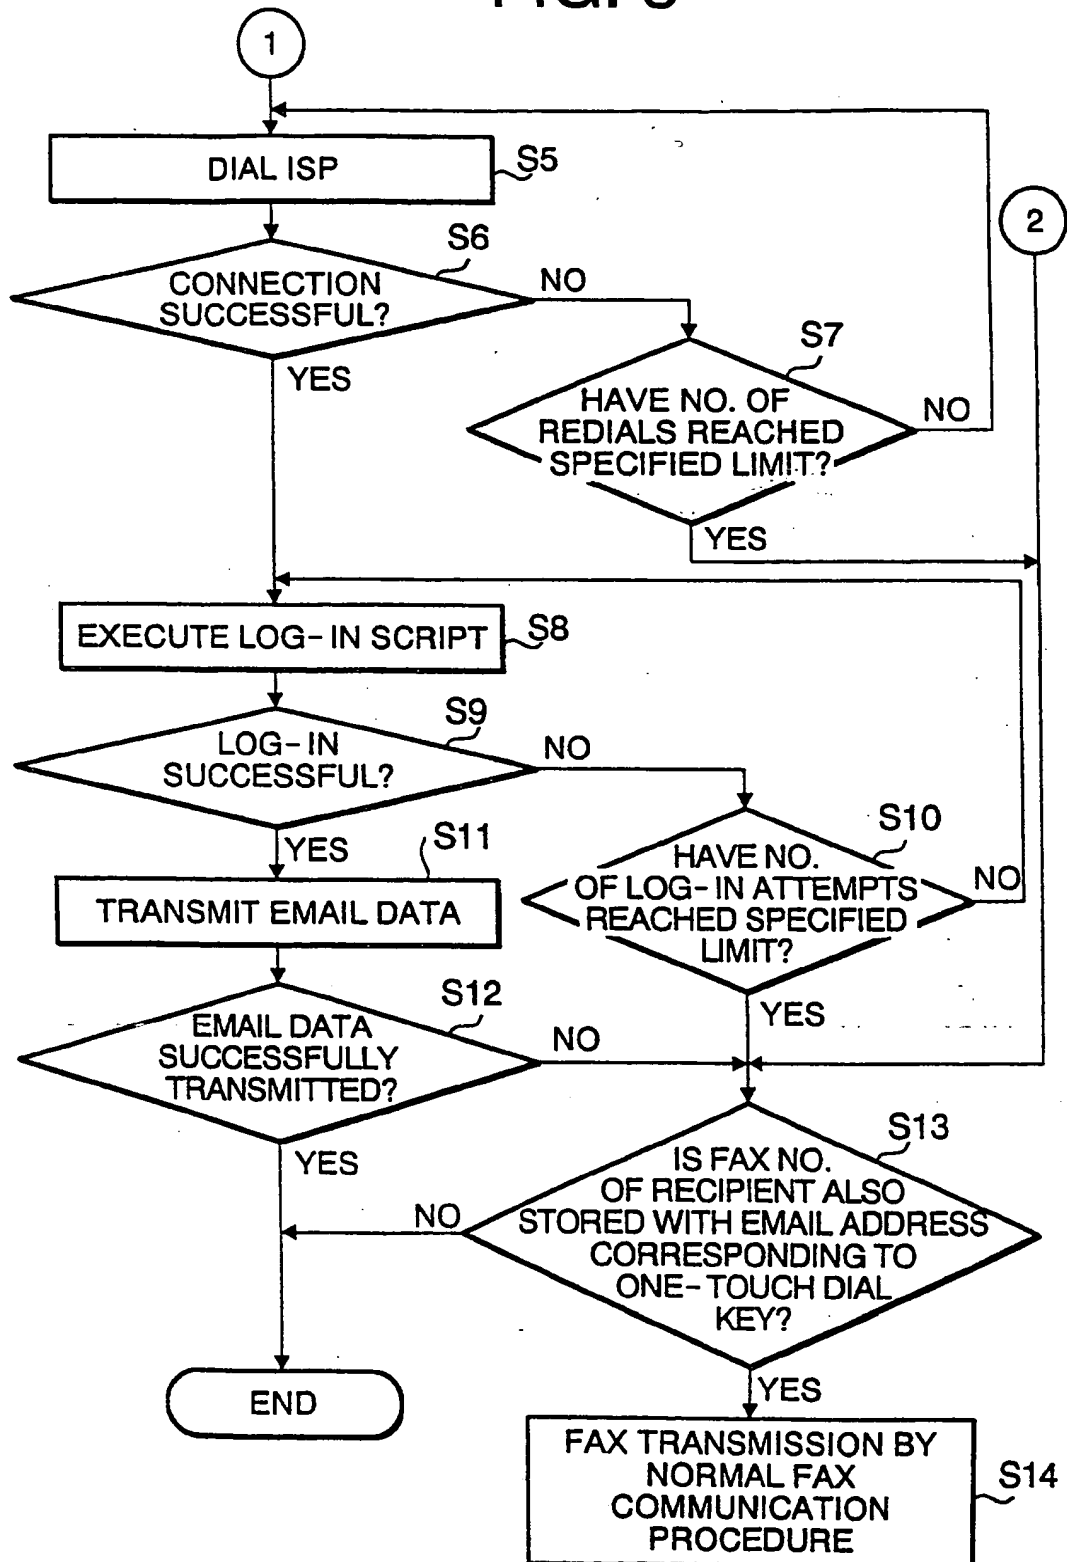 1
DIAL ISP
S5
2
S6
CONNECTION
SUCCESSFUL?
NO
YES
S7
HAVE NO. OF
REDIALS REACHED
SPECIFIED LIMIT?
NO
YES
EXECUTE LOG-IN SCRIPT
S8
S9
LOG-IN
SUCCESSFUL?
NO
YES
S10
HAVE NO.
OF LOG-IN ATTEMPTS
REACHED SPECIFIED
LIMIT?
NO
YES
S11
TRANSMIT EMAIL DATA
S12
EMAIL DATA
SUCCESSFULLY
TRANSMITTED?
NO
YES
S13
IS FAX NO.
OF RECIPIENT ALSO
STORED WITH EMAIL ADDRESS
CORRESPONDING TO
ONE-TOUCH DIAL
KEY?
NO
YES
END
FAX TRANSMISSION BY
NORMAL FAX
COMMUNICATION
PROCEDURE
S14